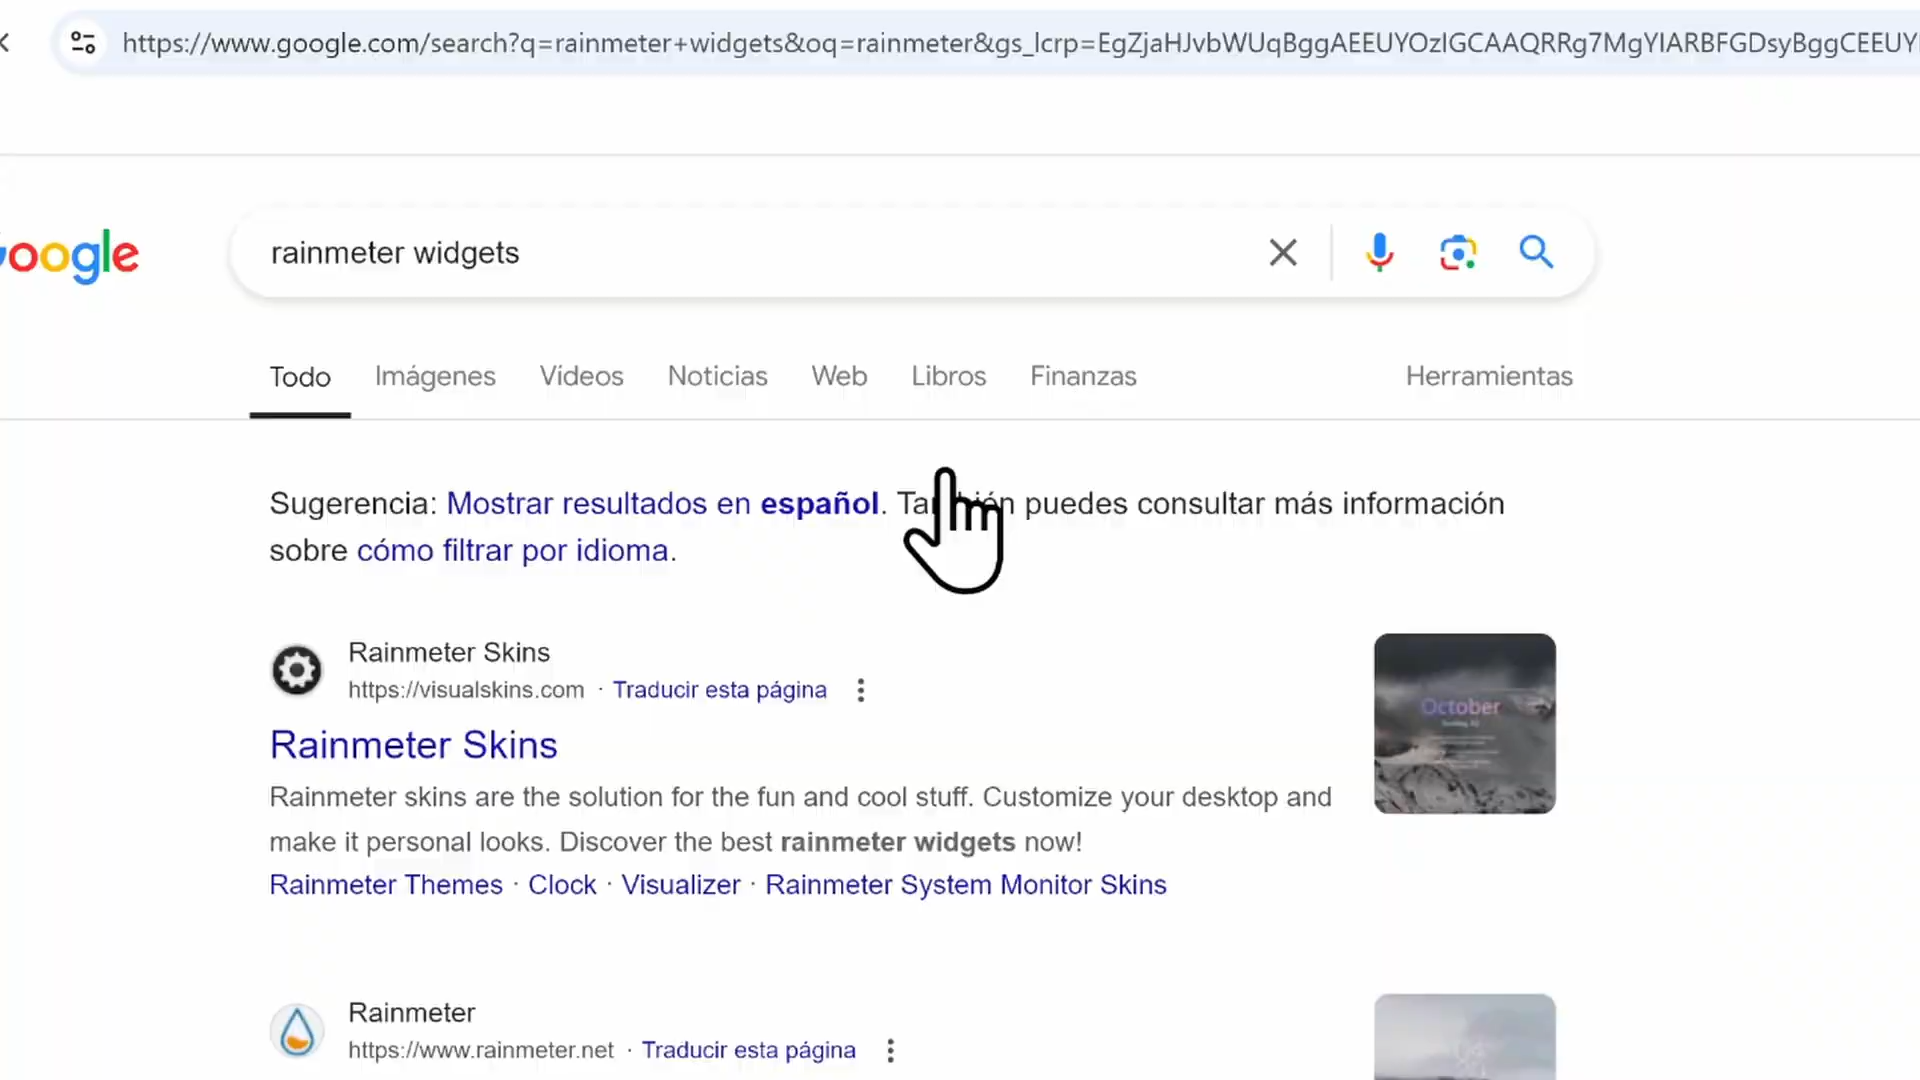 https://www.google.com/search?q=rainmeter+widgets&oq=rainmeter&gs_lcrp=EgZjaHJvbWUqBggAEEUYOzIGCAAQRRg7MgYIARBFGDsyBggCEEUY
Google
rainmeter widgets
Todo Imágenes Videos Noticias Web Libros Finanzas Herramientas
Sugerencia: Mostrar resultados en español. También puedes consultar más información
sobre cómo filtrar por idioma.
Rainmeter Skins
https://visualskins.com · Traducir esta página
Rainmeter Skins
Rainmeter skins are the solution for the fun and cool stuff. Customize your desktop and
make it personal looks. Discover the best rainmeter widgets now!
Rainmeter Themes · Clock · Visualizer · Rainmeter System Monitor Skins
October
Rainmeter
https://www.rainmeter.net · Traducir esta página